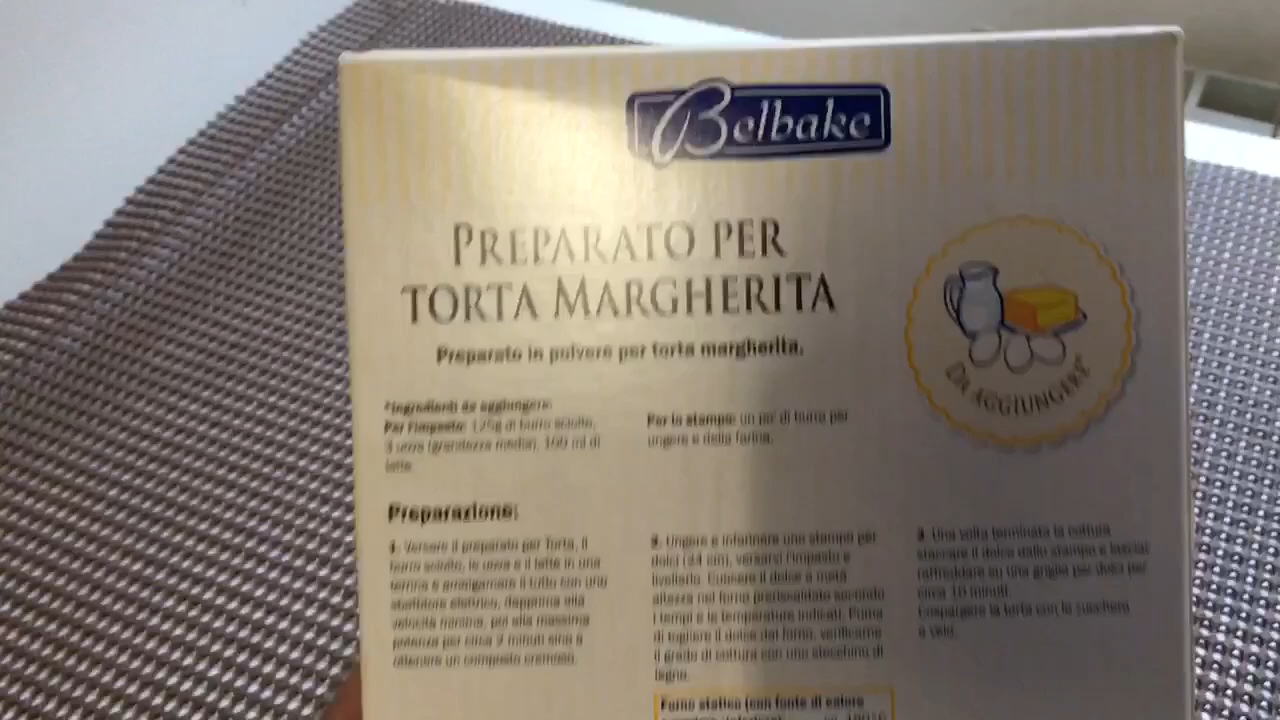 Belbake
PREPARATO PER
TORTA MARGHERITA
Preparato in polvere per torta margherita.
DA AGGIUNGERE*
*Ingredienti da aggiungere:
Per l'impasto: 125g di burro sciolto,
3 uova (grandezza media), 100 ml di
latte.
Per lo stampo: un po' di burro per
ungere e della farina.
Preparazione:
1. Versare il preparato per Torta, il
burro sciolto, le uova e il latte in una
terrina e amalgamare il tutto con uno
sbattitore elettrico, dapprima alla
velocità minima, poi alla massima
potenza per circa 2 minuti sino a
ottenere un composto cremoso.
2. Ungere e infarinare uno stampo per
dolci (24 cm), versarvi l'impasto e
livellarlo. Cuocere il dolce a metà
altezza nel forno preriscaldato secondo
i tempi e le temperature indicati. Prima
di togliere il dolce dal forno, verificarne
il grado di cottura con uno stecchino di
legno.
3. Una volta terminata la cottura
staccare il dolce dallo stampo e lasciar
raffreddare su una griglia per dolci per
circa 10 minuti.
Cospargere la torta con lo zucchero
a velo.
Forno statico (con fonte di calore